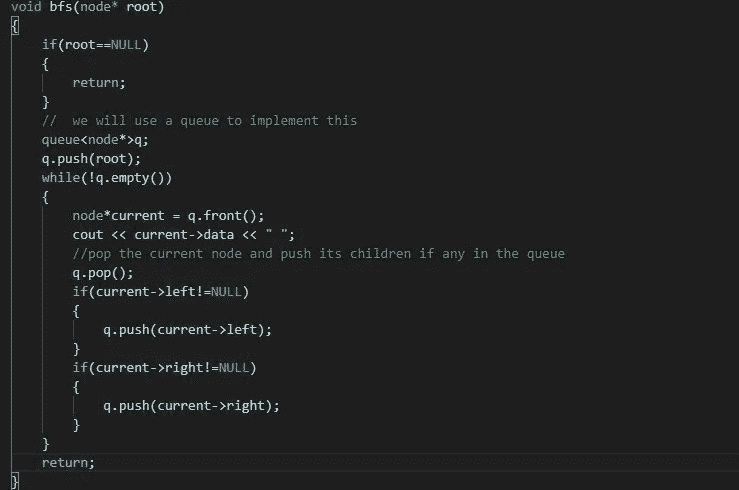 void bfs(node* root)
{
    if(root==NULL)
    {
        return;
    }
    //  we will use a queue to implement this
    queue<node*>q;
    q.push(root);
    while(!q.empty())
    {
        node*current = q.front();
        cout << current->data << " ";
        //pop the current node and push its children if any in the queue
        q.pop();
        if(current->left!=NULL)
        {
            q.push(current->left);
        }
        if(current->right!=NULL)
        {
            q.push(current->right);
        }
    }
    return;
}